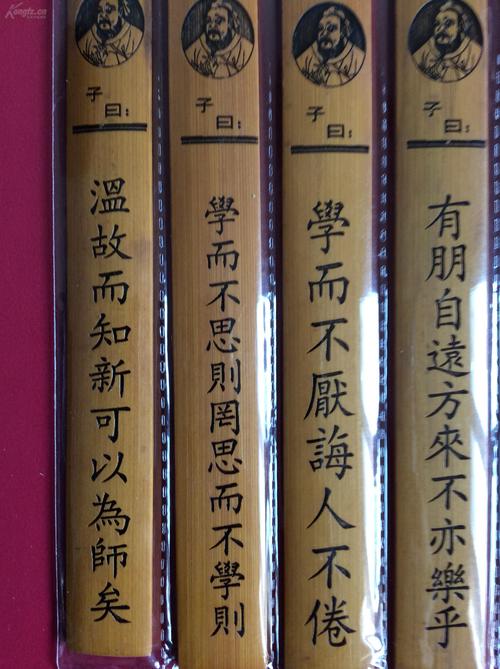 Kongfz.cn
子曰：
溫故而知新可以為師矣
子曰：
學而不思則罔思而不學則
子曰：
學而不厭誨人不倦
子曰：
有朋自遠方來不亦樂乎